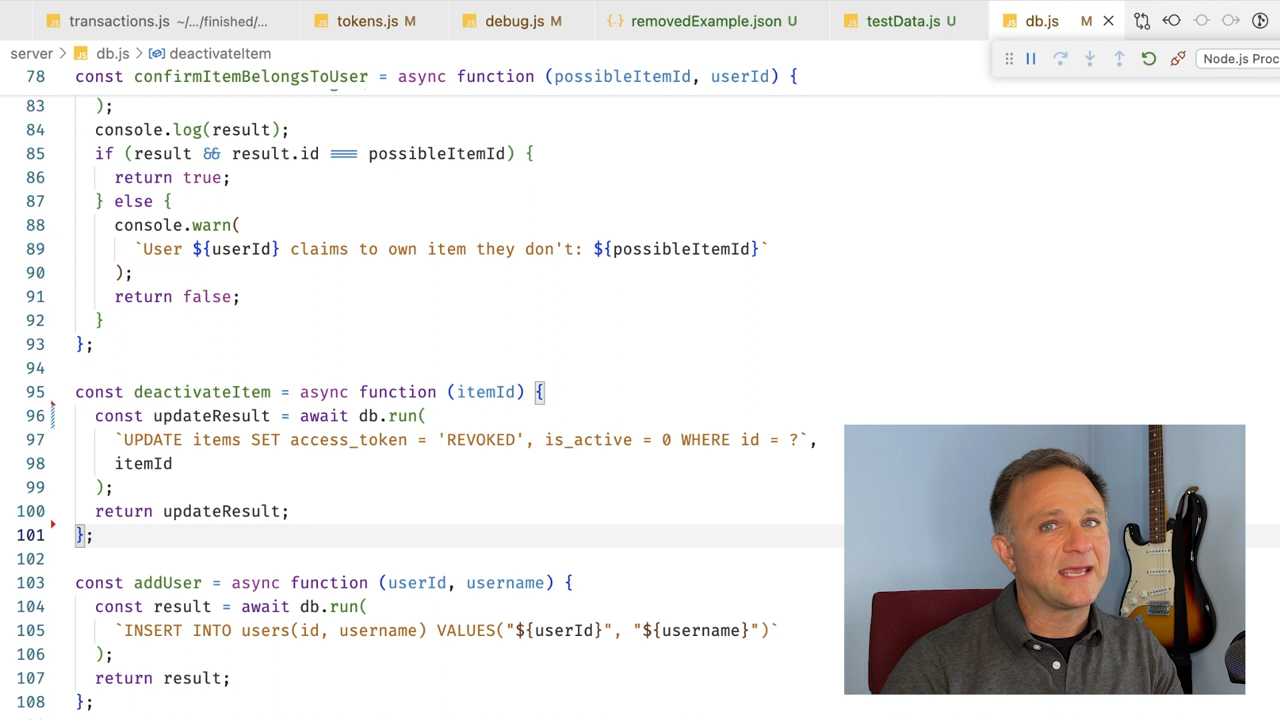 transactions.js ~/.../finished/...
tokens.js M
debug.js M
removedExample.json U
testData.js U
db.js M
server > db.js > deactivateItem
Node.js Proc
78 const confirmItemBelongsToUser = async function (possibleItemId, userId) {
83 );
84 console.log(result);
85 if (result && result.id === possibleItemId) {
86 return true;
87 } else {
88 console.warn(
89 `User ${userId} claims to own item they don't: ${possibleItemId}`
90 );
91 return false;
92 }
93 };
94
95 const deactivateItem = async function (itemId) {
96 const updateResult = await db.run(
97 `UPDATE items SET access_token = 'REVOKED', is_active = 0 WHERE id = ?`,
98 itemId
99 );
100 return updateResult;
101 };
102
103 const addUser = async function (userId, username) {
104 const result = await db.run(
105 `INSERT INTO users(id, username) VALUES("${userId}", "${username}")`
106 );
107 return result;
108 };